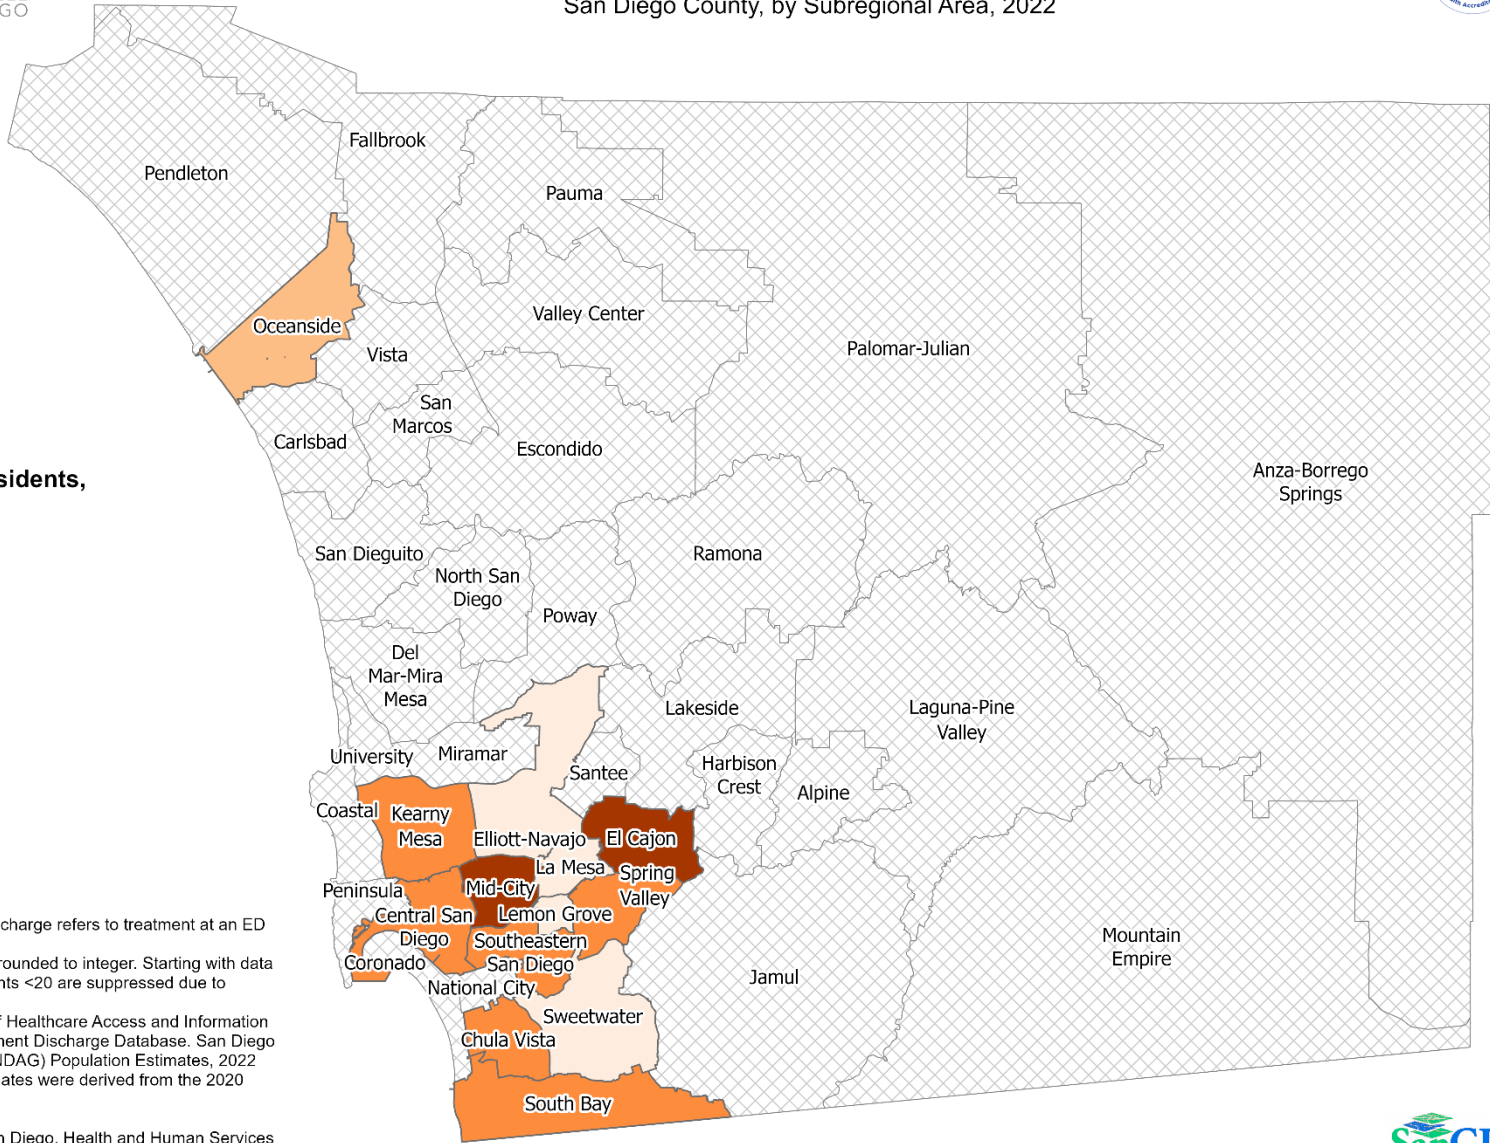 GO
San Diego County, by Subregional Area, 2022
Fallbrook
Pendleton
Pauma
Valley Center
Oceanside
Vista
Palomar-Julian
San
Marcos
Carlsbad
Escondido
Anza-Borrego
Springs
sidents,
San Dieguito
Ramona
North San
Diego
Poway
Del
Mar-Mira
Mesa
Lakeside
Laguna-Pine
Valley
University
Miramar
Santee
Harbison
Crest
Alpine
Coastal
Kearny
Mesa
Elliott-Navajo
El Cajon
La Mesa
Spring
Valley
Peninsula
Mid-City
Central San
Diego
Lemon Grove
Southeastern
San Diego
Coronado
National City
Mountain
Empire
Jamul
Sweetwater
Chula Vista
South Bay
charge refers to treatment at an ED
rounded to integer. Starting with data
nts <20 are suppressed due to
f Healthcare Access and Information
nent Discharge Database. San Diego
NDAG) Population Estimates, 2022
ates were derived from the 2020
n Diego, Health and Human Services